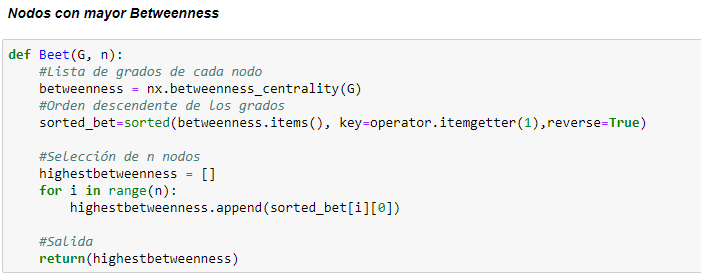 Nodos con mayor Betweenness
def Beet(G, n):
    #Lista de grados de cada nodo
    betweenness = nx.betweenness_centrality(G)
    #Orden descendente de los grados
    sorted_bet=sorted(betweenness.items(), key=operator.itemgetter(1),reverse=True)
    #Selección de n nodos
    highestbetweenness = []
    for i in range(n):
        highestbetweenness.append(sorted_bet[i][0])
    #Salida
    return(highestbetweenness)